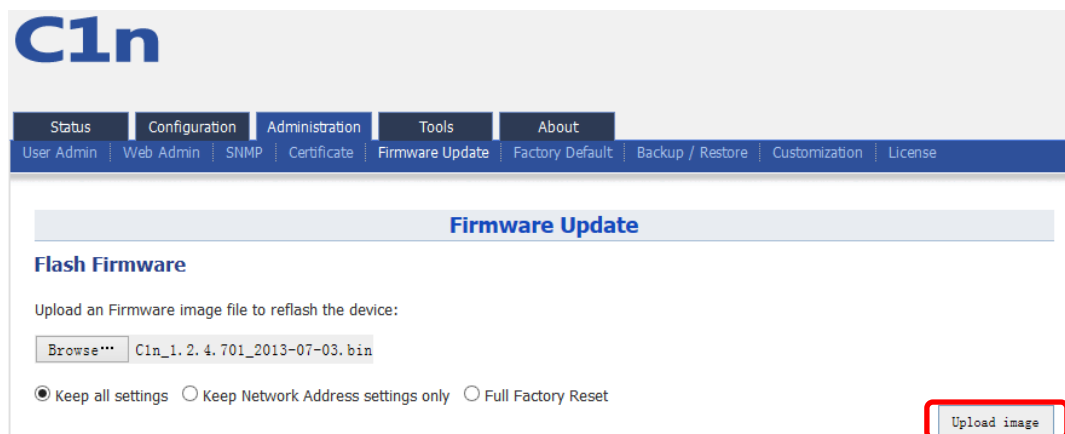 C1n
Status Configuration Administration Tools About
User Admin Web Admin SNMP Certificate Firmware Update Factory Default Backup / Restore Customization License
Firmware Update
Flash Firmware
Upload an Firmware image file to reflash the device:
Browse… C1n_1.2.4.701_2013-07-03.bin
Keep all settings Keep Network Address settings only Full Factory Reset
Upload image